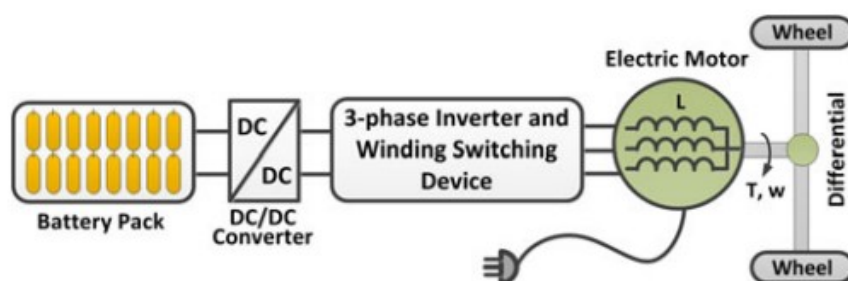 Wheel
Electric Motor
L
DC
DC
3-phase Inverter and
Winding Switching
Device
T, w
Differential
Battery Pack
DC/DC
Converter
Wheel